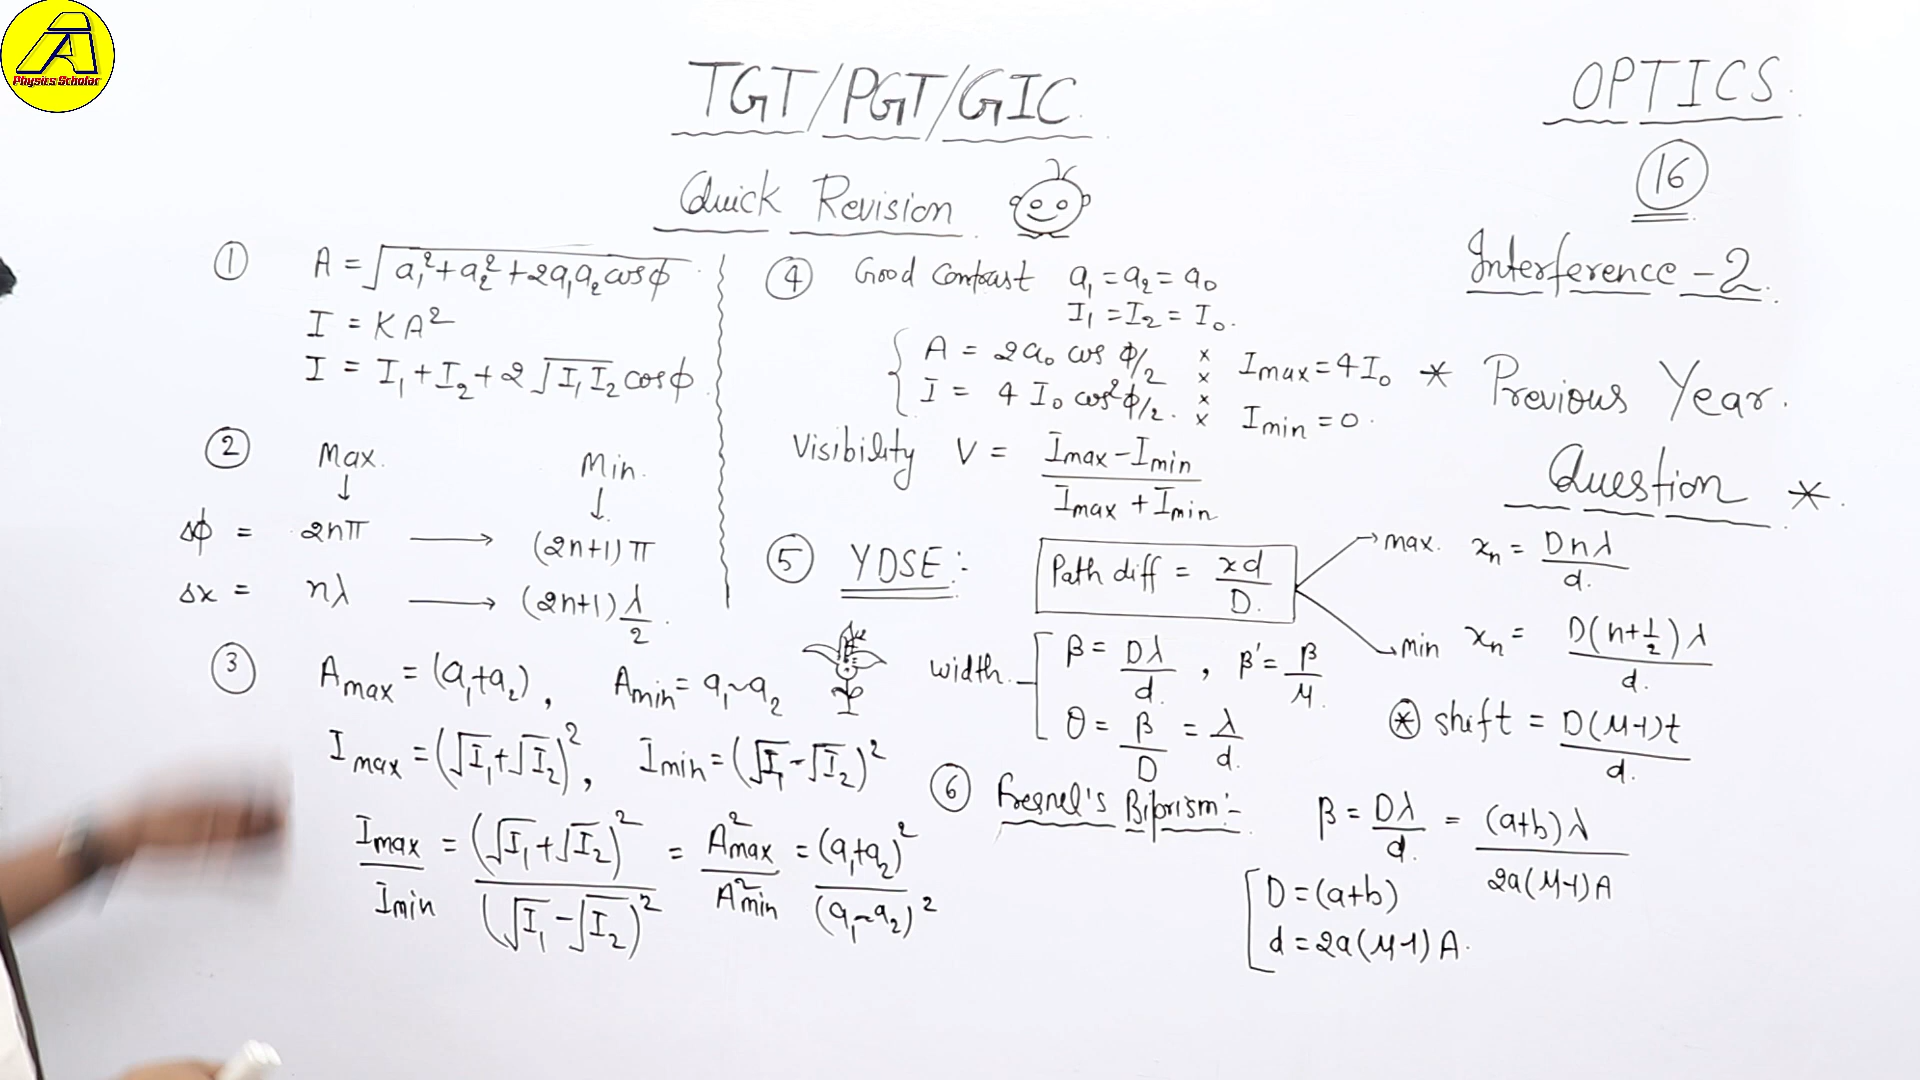 A
Physics Scholar
TGT/PGT/GIC.
Quick Revision
OPTICS.
16
Interference - 2.
* Previous Year.
Question *
① A = √(a₁² + a₂² + 2a₁a₂ cosϕ)
I = KA²
I = I₁ + I₂ + 2√(I₁I₂) cosϕ
② Max. Min.
↓ ↓
Δϕ = 2nπ → (2n+1)π
Δx = nλ → (2n+1)λ/2.
③ Amax = (a₁+a₂), Amin = a₁~a₂
Imax = (√I₁+√I₂)², Imin = (√I₁-√I₂)²
Imax/Imin = (√I₁+√I₂)²/(√I₁-√I₂)² = A²max/A²min = (a₁+a₂)²/(a₁~a₂)²
④ Good Contrast a₁ = a₂ = a₀
I₁ = I₂ = I₀.
A = 2a₀ cos ϕ/2 Imax = 4I₀
I = 4 I₀ cos²ϕ/2. Imin = 0.
Visibility V = (Imax - Imin)/(Imax + Imin)
⑤ YDSE:- Path diff = xd/D.
max. xₙ = Dnλ/d.
min xₙ = D(n+1/2)λ/d.
width. β = Dλ/d. , β' = β/μ.
θ = β/D = λ/d.
* shift = D(μ-1)t/d.
⑥ Fresnel's Biprism:- β = Dλ/d. = (a+b)λ/2a(μ-1)A
D = (a+b)
d = 2a(μ-1)A.